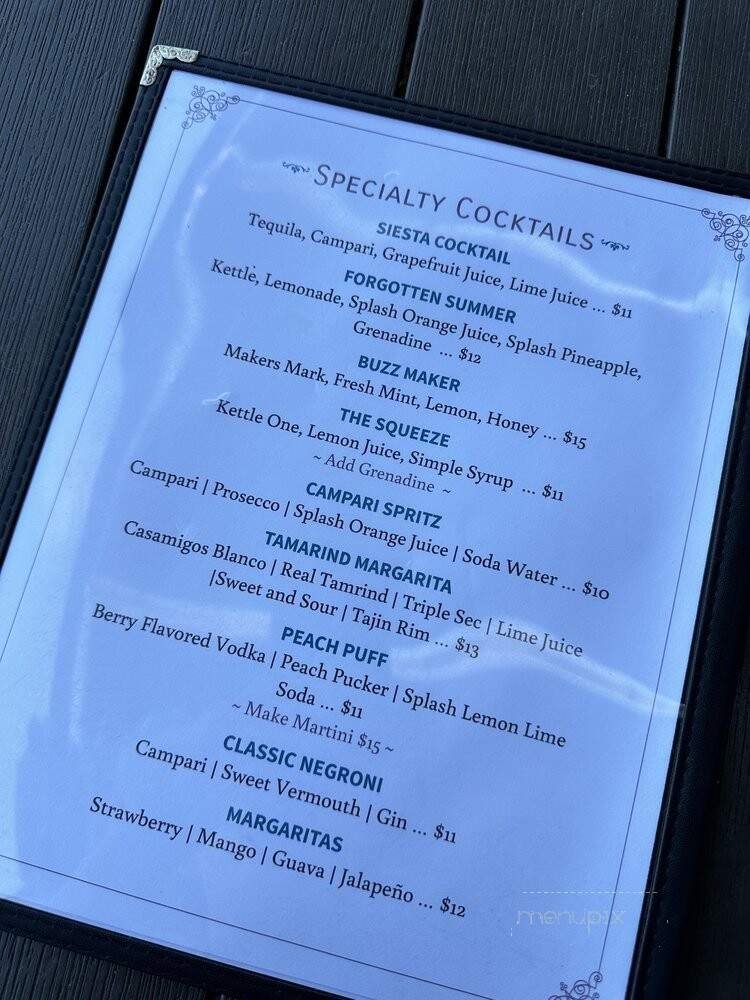 Specialty Cocktails
SIESTA COCKTAIL
Tequila, Campari, Grapefruit Juice, Lime Juice ... $11
FORGOTTEN SUMMER
Kettle, Lemonade, Splash Orange Juice, Splash Pineapple,
Grenadine ... $12
BUZZ MAKER
Makers Mark, Fresh Mint, Lemon, Honey ... $15
THE SQUEEZE
Kettle One, Lemon Juice, Simple Syrup ... $11
~ Add Grenadine ~
CAMPARI SPRITZ
Campari | Prosecco | Splash Orange Juice | Soda Water ... $10
TAMARIND MARGARITA
Casamigos Blanco | Real Tamrind | Triple Sec | Lime Juice
|Sweet and Sour | Tajin Rim ... $13
PEACH PUFF
Berry Flavored Vodka | Peach Pucker | Splash Lemon Lime
Soda ... $11
~ Make Martini $15 ~
CLASSIC NEGRONI
Campari | Sweet Vermouth | Gin ... $11
MARGARITAS
Strawberry | Mango | Guava | Jalapeño ... $12
menupix